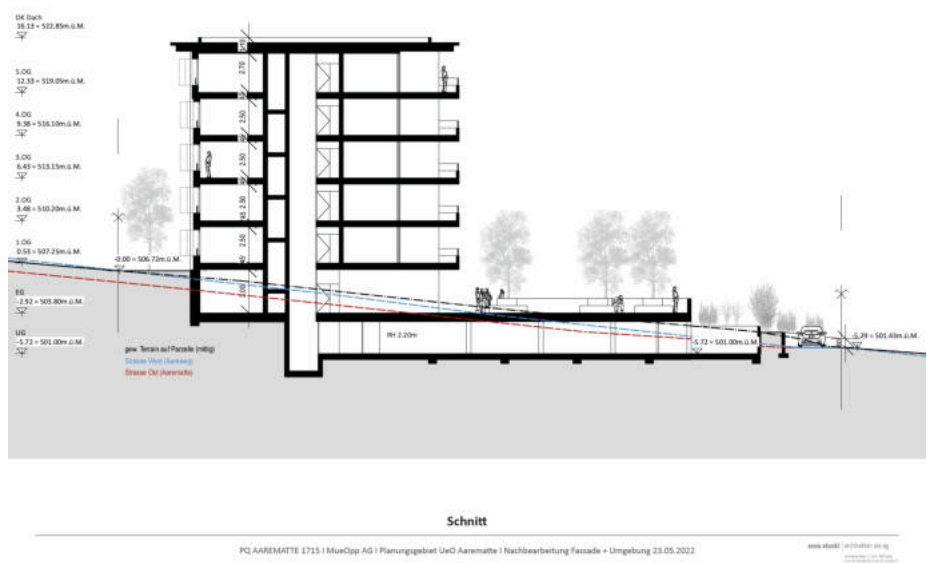 OK Dach
16.13 = 522.85m.ü.M.
5.OG
12.33 = 519.05m.ü.M.
4.OG
9.38 = 516.10m.ü.M.
3.OG
6.43 = 513.15m.ü.M.
2.OG
3.48 = 510.20m.ü.M.
1.OG
0.53 = 507.25m.ü.M.
-0.00 = 506.72m.ü.M.
EG
-2.92 = 503.80m.ü.M.
UG
-5.72 = 501.00m.ü.M.
2.70
2.50
2.50
2.50
2.50
45
45
RH 2.20m
-5.72 = 501.00m.ü.M.
-5.29 = 501.43m.ü.M.
gew. Terrain auf Parzelle (mittig)
Strasse West (Aareweg)
Strasse Ost (Aarematte)
Schnitt
PQ AAREMATTE 1715 I MueOpp AG I Planungsgebiet UeO Aarematte I Nachbearbeitung Fassade + Umgebung 23.05.2022